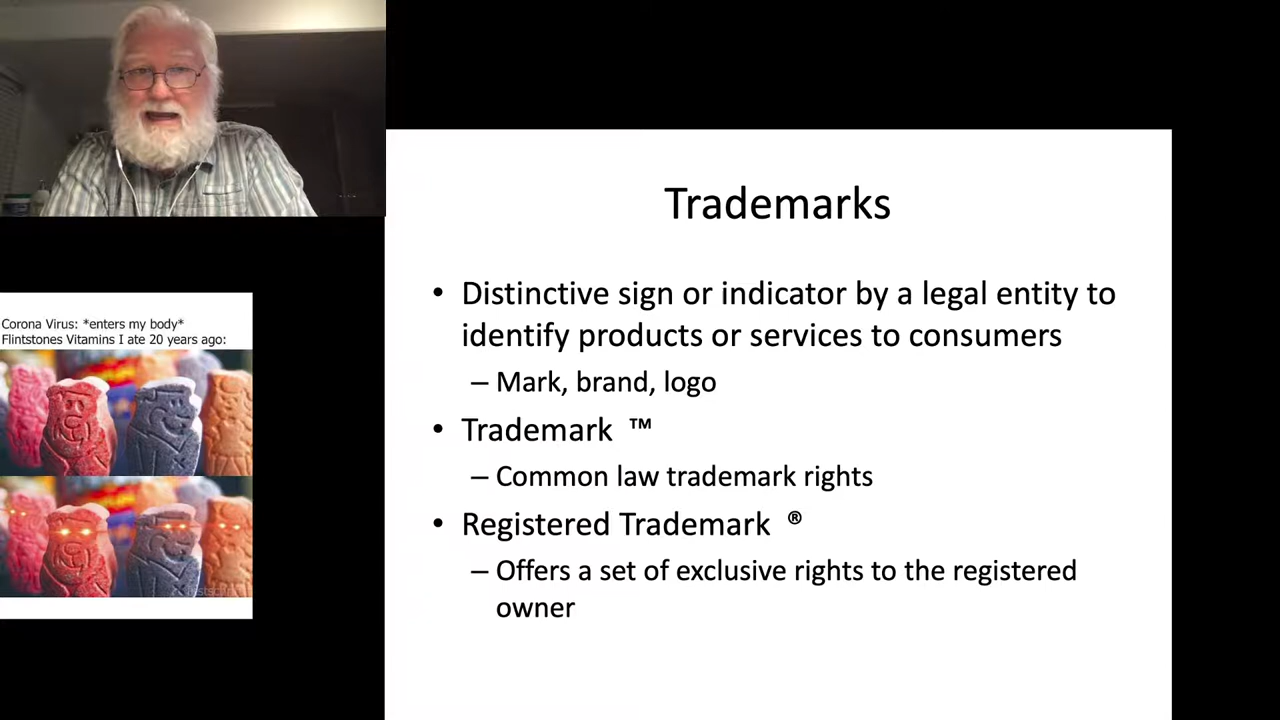 Trademarks
• Distinctive sign or indicator by a legal entity to
identify products or services to consumers
– Mark, brand, logo
• Trademark ™
– Common law trademark rights
• Registered Trademark ®
– Offers a set of exclusive rights to the registered
owner
Corona Virus: *enters my body*
Flintstones Vitamins I ate 20 years ago: